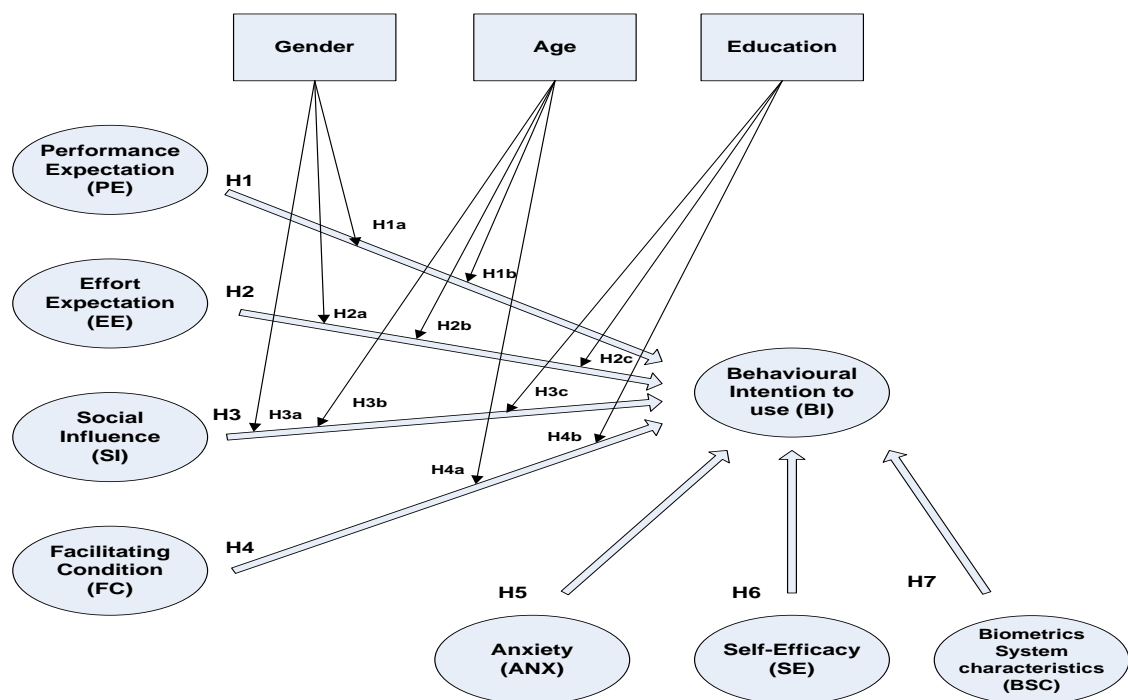 Gender
Age
Education
Performance
Expectation
(PE)
H1
H1a
H1b
Effort
Expectation
(EE)
H2
H2a
H2b
H2c
Behavioural
Intention to
use (BI)
Social
Influence
(SI)
H3
H3a
H3b
H3c
H4b
H4a
Facilitating
Condition
(FC)
H4
H5
H6
H7
Anxiety
(ANX)
Self-Efficacy
(SE)
Biometrics
System
characteristics
(BSC)